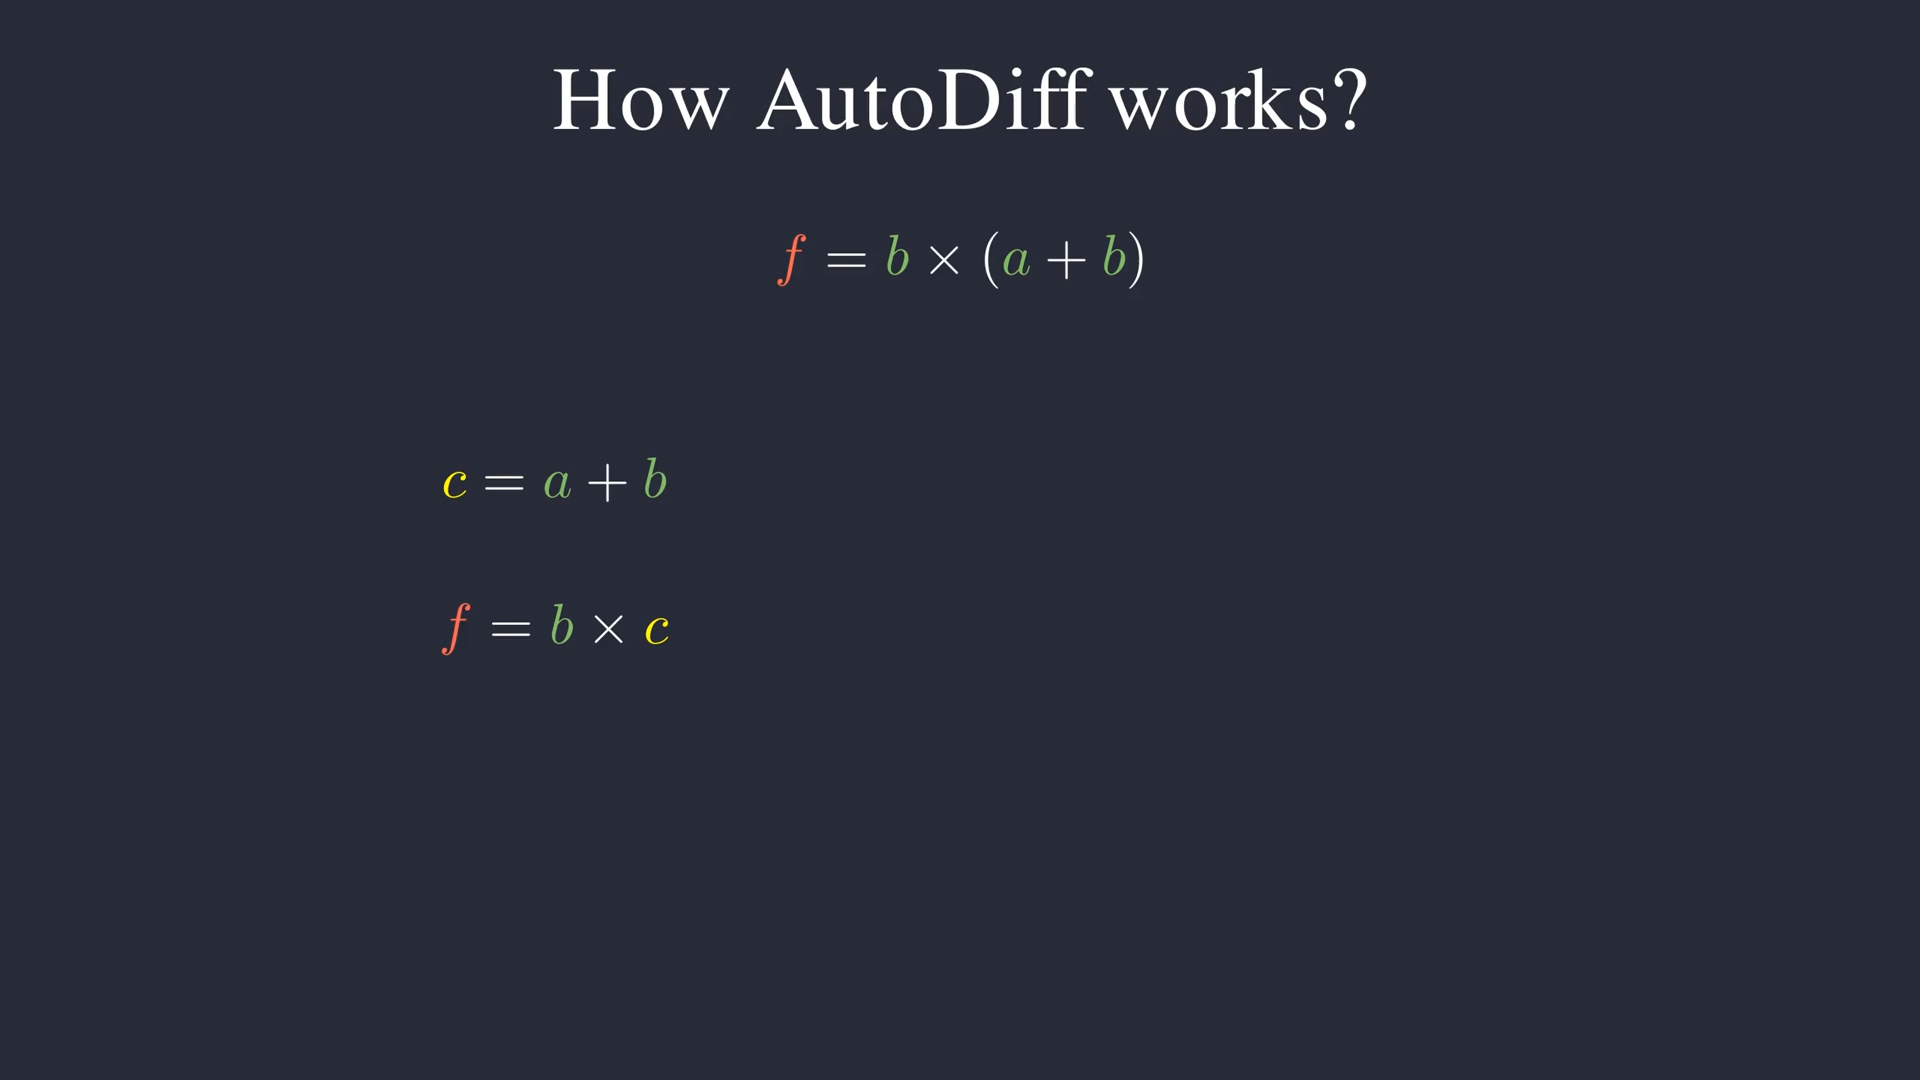 How AutoDiff works?
f = b × (a + b)
c = a + b
f = b × c